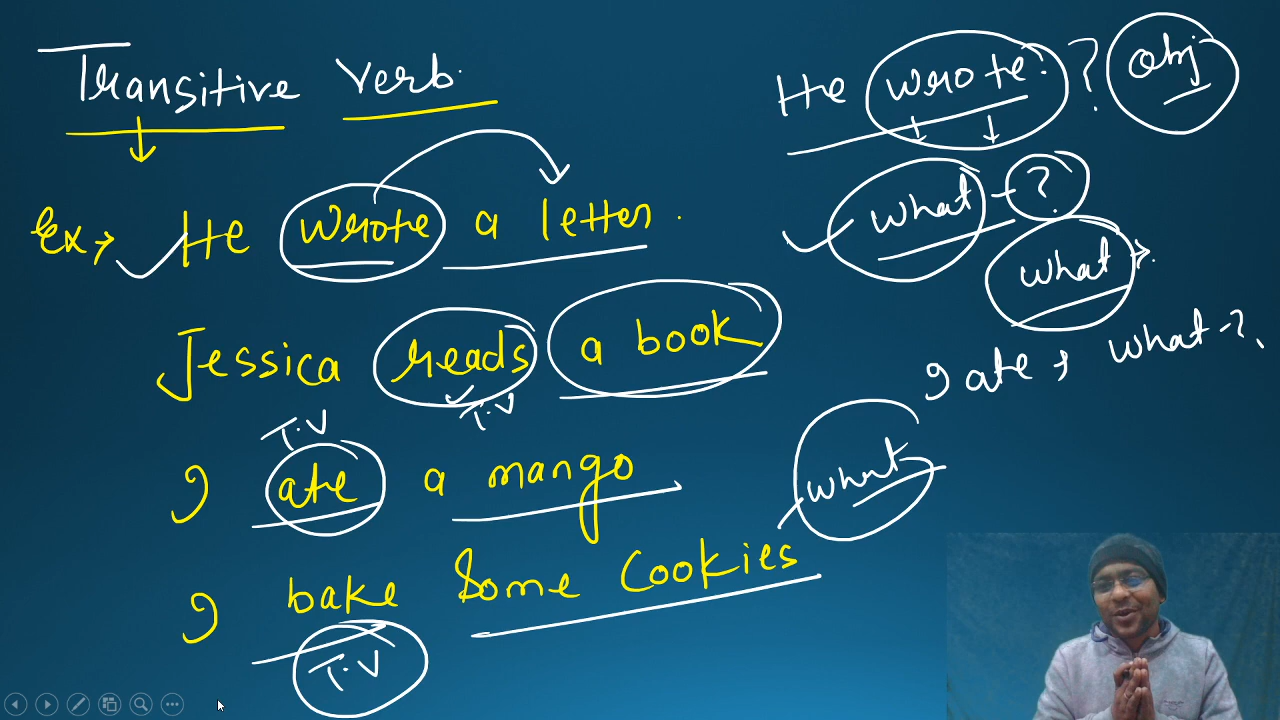 Transitive Verb.
Ex, He wrote a letter.
Jessica reads a book
T.V
T.V
I ate a mango
I bake some cookies
T.V
He wrote. ? obj
what - ?
what
I ate, what - ?
what